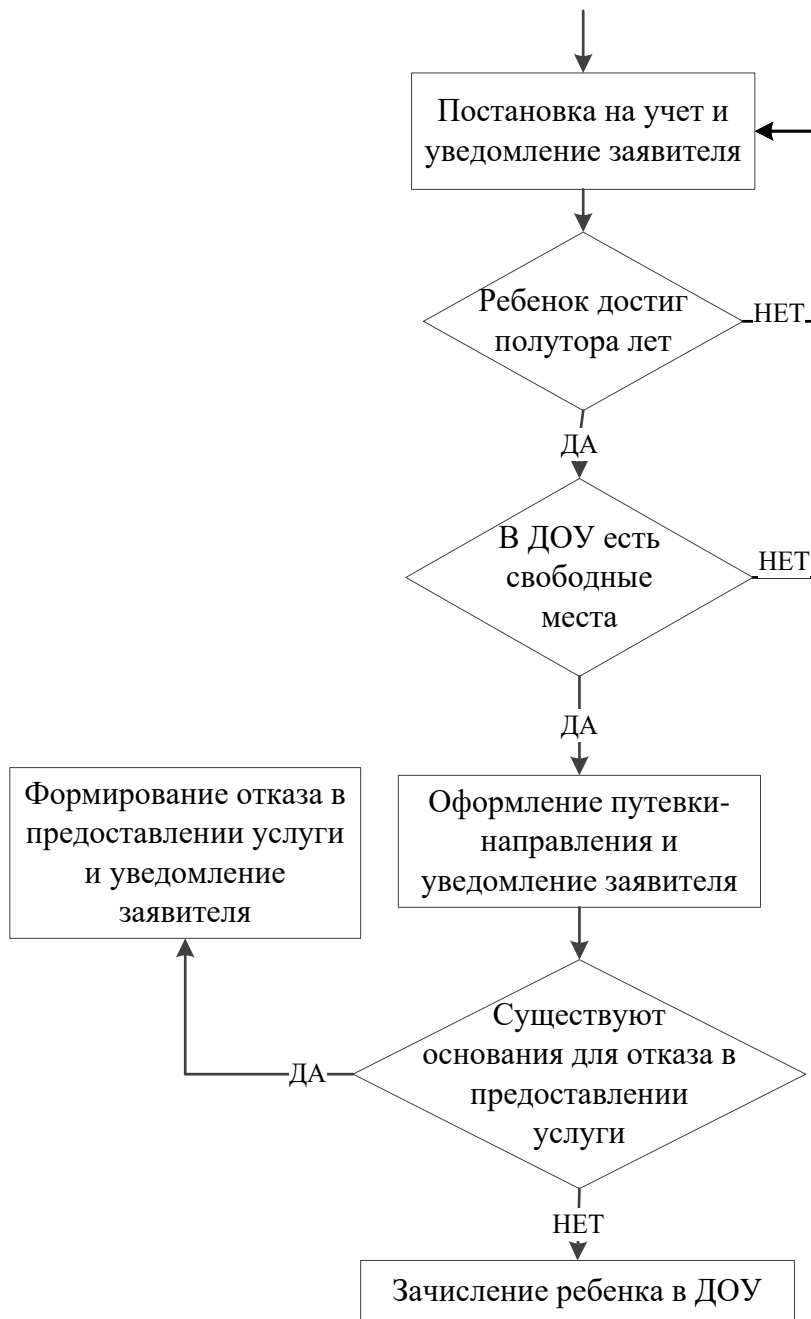 Постановка на учет и
уведомление заявителя
Ребенок достиг
полутора лет
НЕТ
ДА
В ДОУ есть
свободные
места
НЕТ
ДА
Формирование отказа в
предоставлении услуги
и уведомление
заявителя
Оформление путевки-
направления и
уведомление заявителя
Существуют
основания для отказа в
предоставлении
услуги
ДА
НЕТ
Зачисление ребенка в ДОУ